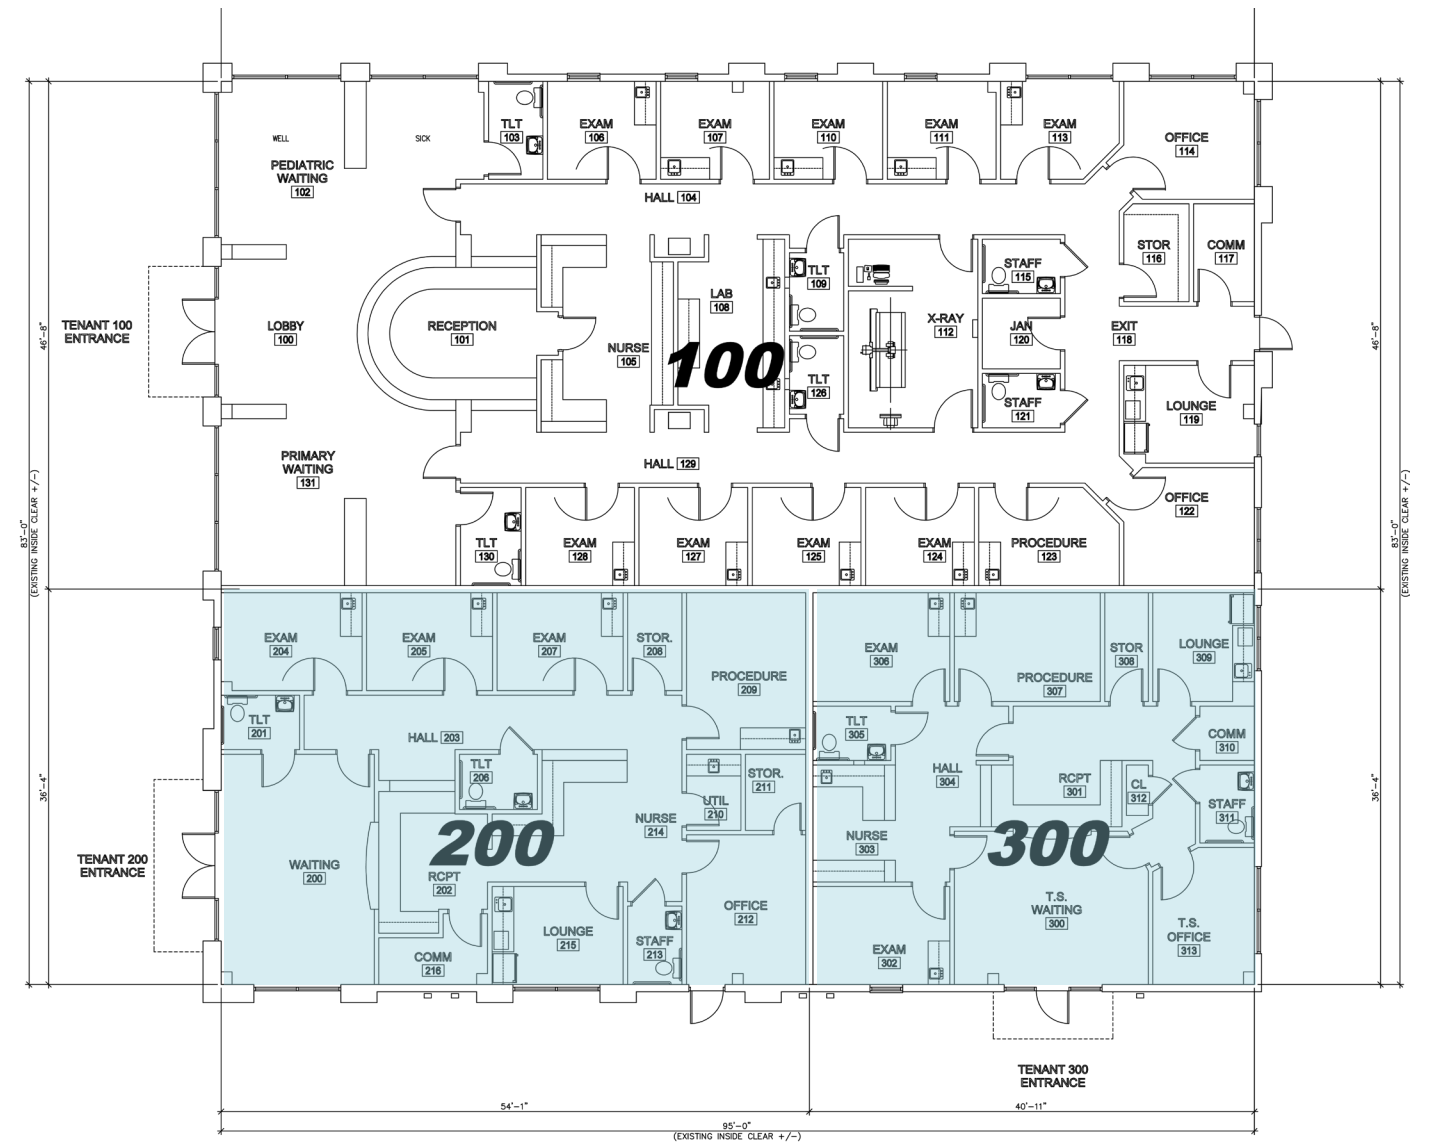 TLT
103
EXAM
106
EXAM
107
EXAM
110
EXAM
111
EXAM
113
OFFICE
114
WELL
SICK
PEDIATRIC
WAITING
102
HALL 104
STOR
116
COMM
117
TLT
109
STAFF
115
LAB
108
TENANT 100
ENTRANCE
LOBBY
100
RECEPTION
101
NURSE
105
100
X-RAY
112
JAN
120
EXIT
118
TLT
126
STAFF
121
LOUNGE
119
46'-8"
46'-8"
PRIMARY
WAITING
131
HALL 129
OFFICE
122
TLT
130
EXAM
128
EXAM
127
EXAM
125
EXAM
124
PROCEDURE
123
83'-0"
(EXISTING INSIDE CLEAR +/-)
83'-0"
(EXISTING INSIDE CLEAR +/-)
EXAM
204
EXAM
205
EXAM
207
STOR.
208
PROCEDURE
209
EXAM
306
PROCEDURE
307
STOR
308
LOUNGE
309
TLT
201
HALL 203
TLT
206
STOR.
211
UTIL
210
NURSE
214
TLT
305
HALL
304
RCPT
301
CL
312
COMM
310
STAFF
311
36'-4"
36'-4"
TENANT 200
ENTRANCE
WAITING
200
200
RCPT
202
NURSE
303
300
T.S.
WAITING
300
OFFICE
212
LOUNGE
215
STAFF
213
COMM
216
EXAM
302
T.S.
OFFICE
313
TENANT 300
ENTRANCE
54'-1"
40'-11"
95'-0"
(EXISTING INSIDE CLEAR +/-)